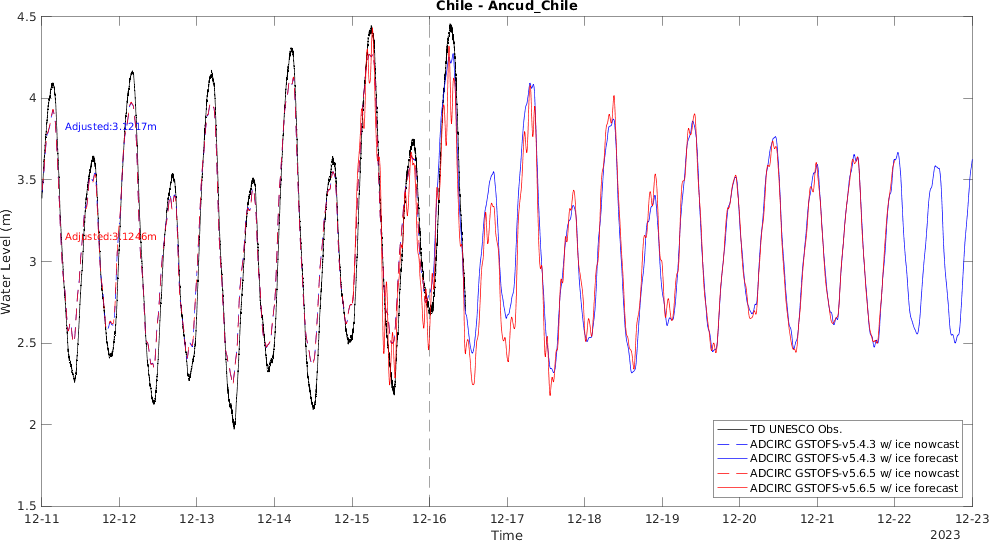 Chile - Ancud_Chile
4.5
4
3.5
3
2.5
2
1.5
Water Level (m)
Adjusted:3.1217m
Adjusted:3.1246m
TD UNESCO Obs.
ADCIRC GSTOFS-v5.4.3 w/ ice nowcast
ADCIRC GSTOFS-v5.4.3 w/ ice forecast
ADCIRC GSTOFS-v5.6.5 w/ ice nowcast
ADCIRC GSTOFS-v5.6.5 w/ ice forecast
12-11 12-12 12-13 12-14 12-15 12-16 12-17 12-18 12-19 12-20 12-21 12-22 12-23
Time
2023